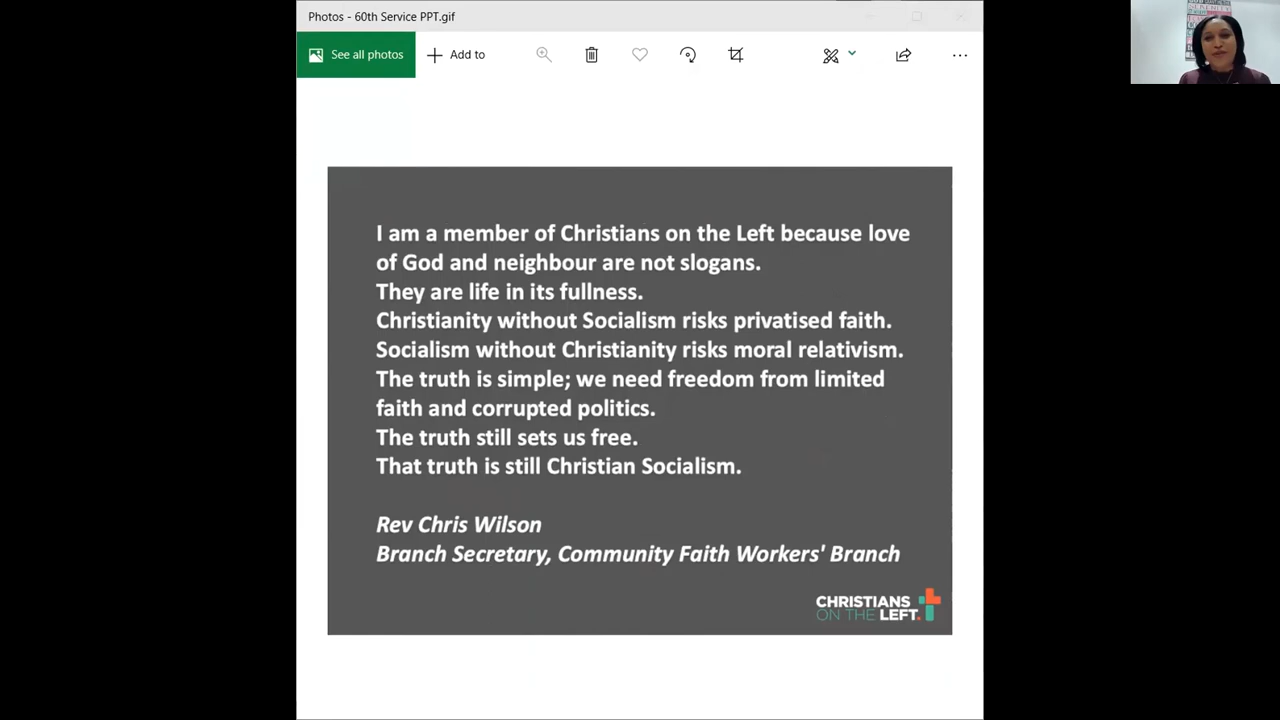 Photos - 60th Service PPT.gif
See all photos
Add to
I am a member of Christians on the Left because love
of God and neighbour are not slogans.
They are life in its fullness.
Christianity without Socialism risks privatised faith.
Socialism without Christianity risks moral relativism.
The truth is simple; we need freedom from limited
faith and corrupted politics.
The truth still sets us free.
That truth is still Christian Socialism.
Rev Chris Wilson
Branch Secretary, Community Faith Workers' Branch
CHRISTIANS
ON THE LEFT.
SERENITY